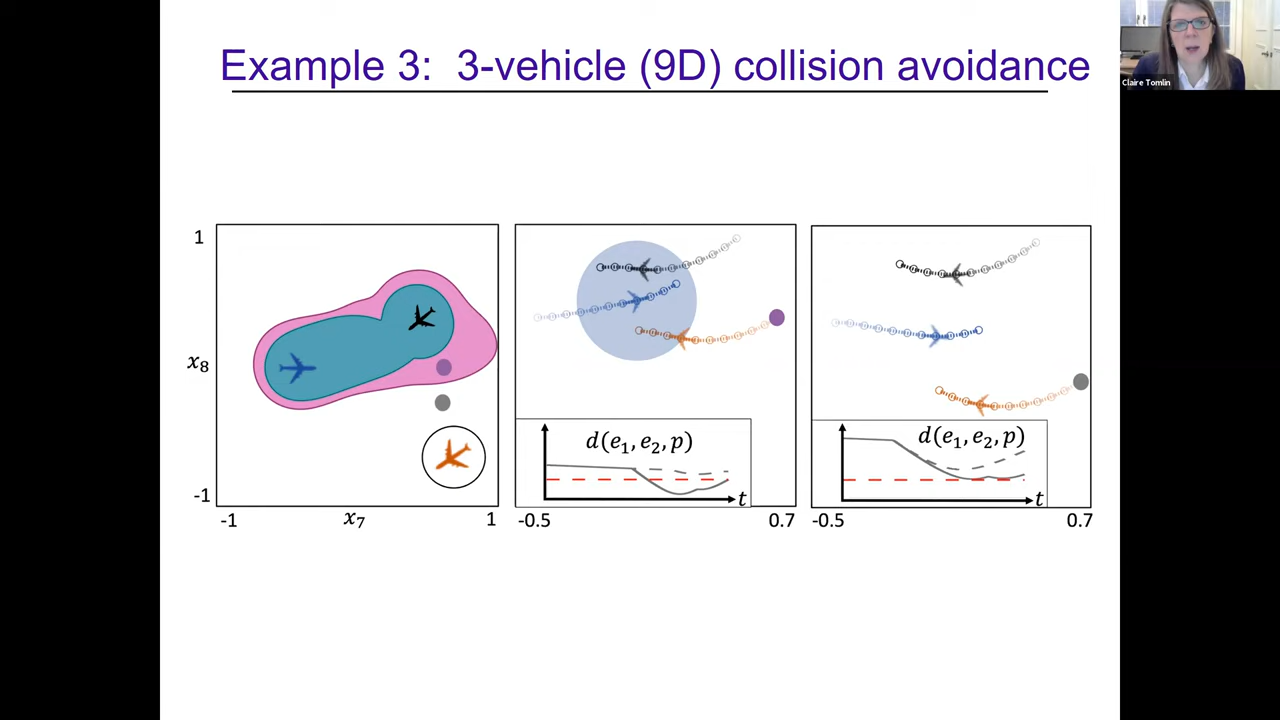 Example 3: 3-vehicle (9D) collision avoidance
Claire Tomlin
1
x₈
-1
-1
x₇
1
d(e₁, e₂, p)
t
-0.5
0.7
d(e₁, e₂, p)
t
-0.5
0.7